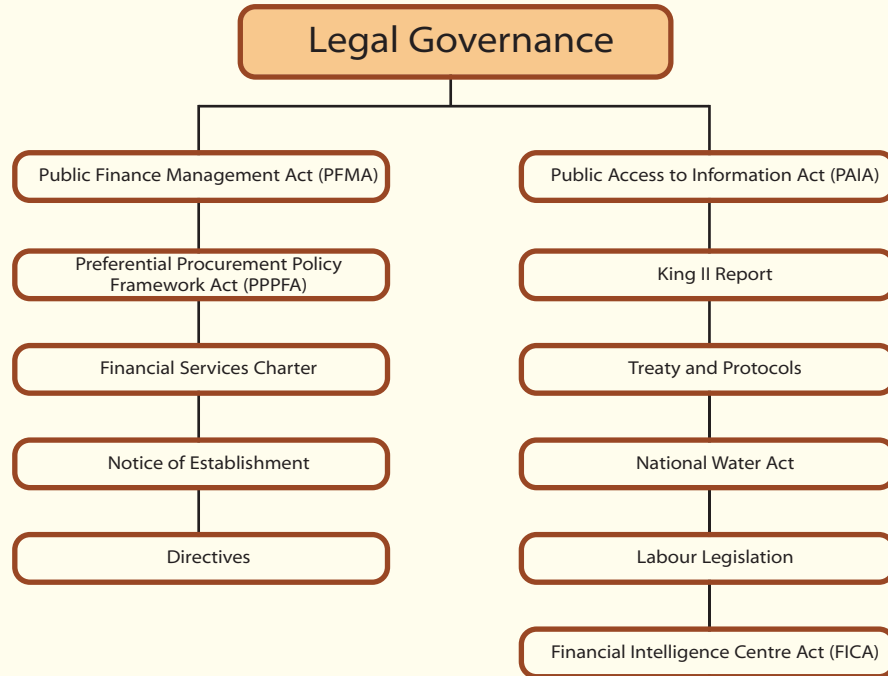 Legal Governance
Public Finance Management Act (PFMA)
Preferential Procurement Policy
Framework Act (PPPFA)
Financial Services Charter
Notice of Establishment
Directives
Public Access to Information Act (PAIA)
King II Report
Treaty and Protocols
National Water Act
Labour Legislation
Financial Intelligence Centre Act (FICA)